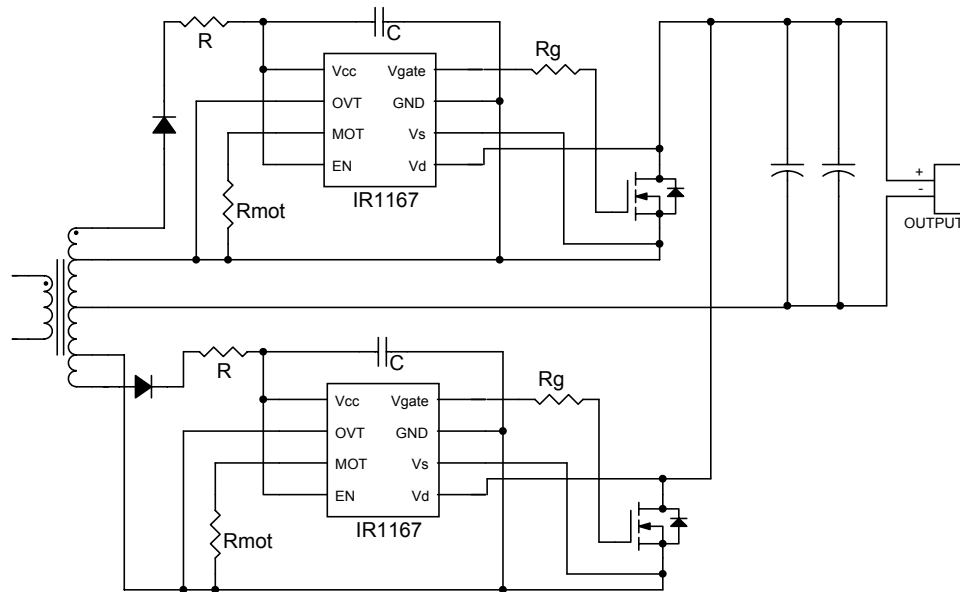 R
C
Rg
Vcc
Vgate
OVT
GND
MOT
Vs
EN
Vd
IR1167
Rmot
+
-
OUTPUT
R
C
Rg
Vcc
Vgate
OVT
GND
MOT
Vs
EN
Vd
IR1167
Rmot